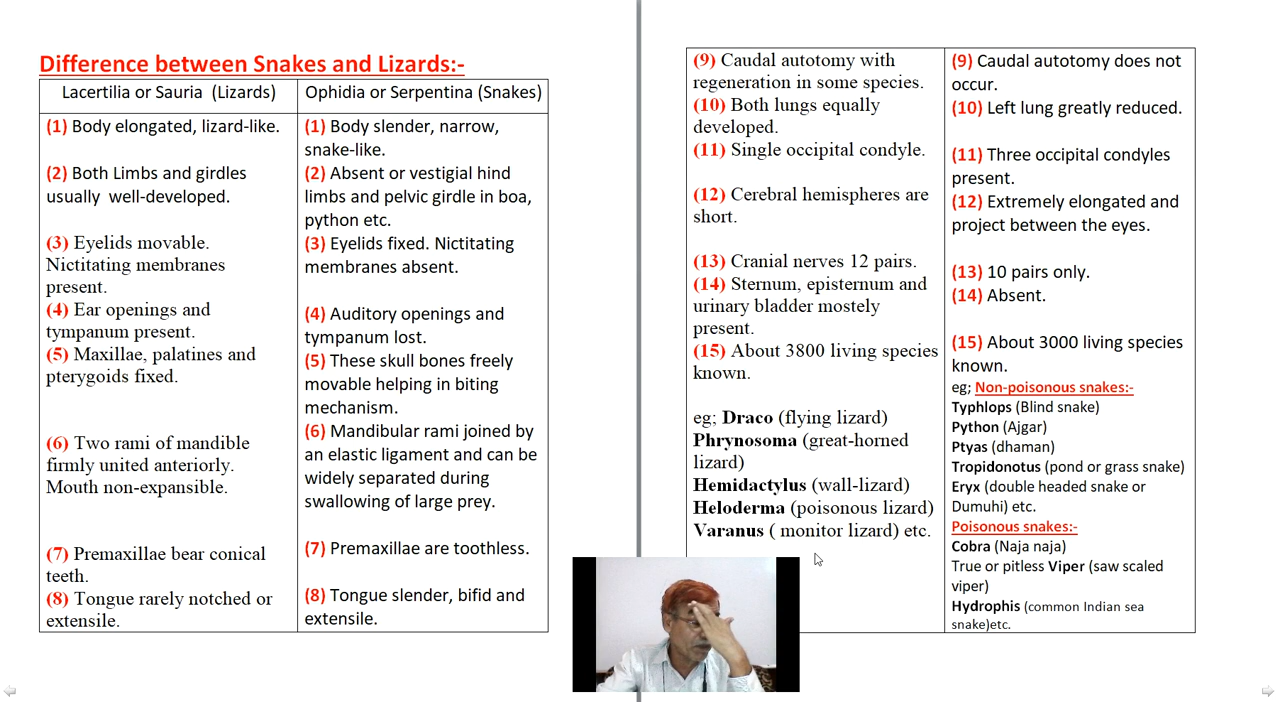 Difference between Snakes and Lizards:-
Lacertilia or Sauria (Lizards)
(1) Body elongated, lizard-like.
(2) Both Limbs and girdles
usually well-developed.
(3) Eyelids movable.
Nictitating membranes
present.
(4) Ear openings and
tympanum present.
(5) Maxillae, palatines and
pterygoids fixed.
(6) Two rami of mandible
firmly united anteriorly.
Mouth non-expansible.
(7) Premaxillae bear conical
teeth.
(8) Tongue rarely notched or
extensile.
Ophidia or Serpentina (Snakes)
(1) Body slender, narrow,
snake-like.
(2) Absent or vestigial hind
limbs and pelvic girdle in boa,
python etc.
(3) Eyelids fixed. Nictitating
membranes absent.
(4) Auditory openings and
tympanum lost.
(5) These skull bones freely
movable helping in biting
mechanism.
(6) Mandibular rami joined by
an elastic ligament and can be
widely separated during
swallowing of large prey.
(7) Premaxillae are toothless.
(8) Tongue slender, bifid and
extensile.
(9) Caudal autotomy with
regeneration in some species.
(10) Both lungs equally
developed.
(11) Single occipital condyle.
(12) Cerebral hemispheres are
short.
(13) Cranial nerves 12 pairs.
(14) Sternum, episternum and
urinary bladder mostely
present.
(15) About 3800 living species
known.
eg; Draco (flying lizard)
Phrynosoma (great-horned
lizard)
Hemidactylus (wall-lizard)
Heloderma (poisonous lizard)
Varanus ( monitor lizard) etc.
(9) Caudal autotomy does not
occur.
(10) Left lung greatly reduced.
(11) Three occipital condyles
present.
(12) Extremely elongated and
project between the eyes.
(13) 10 pairs only.
(14) Absent.
(15) About 3000 living species
known.
eg; Non-poisonous snakes:-
Typhlops (Blind snake)
Python (Ajgar)
Ptyas (dhaman)
Tropidonotus (pond or grass snake)
Eryx (double headed snake or
Dumuhi) etc.
Poisonous snakes:-
Cobra (Naja naja)
True or pitless Viper (saw scaled
viper)
Hydrophis (common Indian sea
snake)etc.